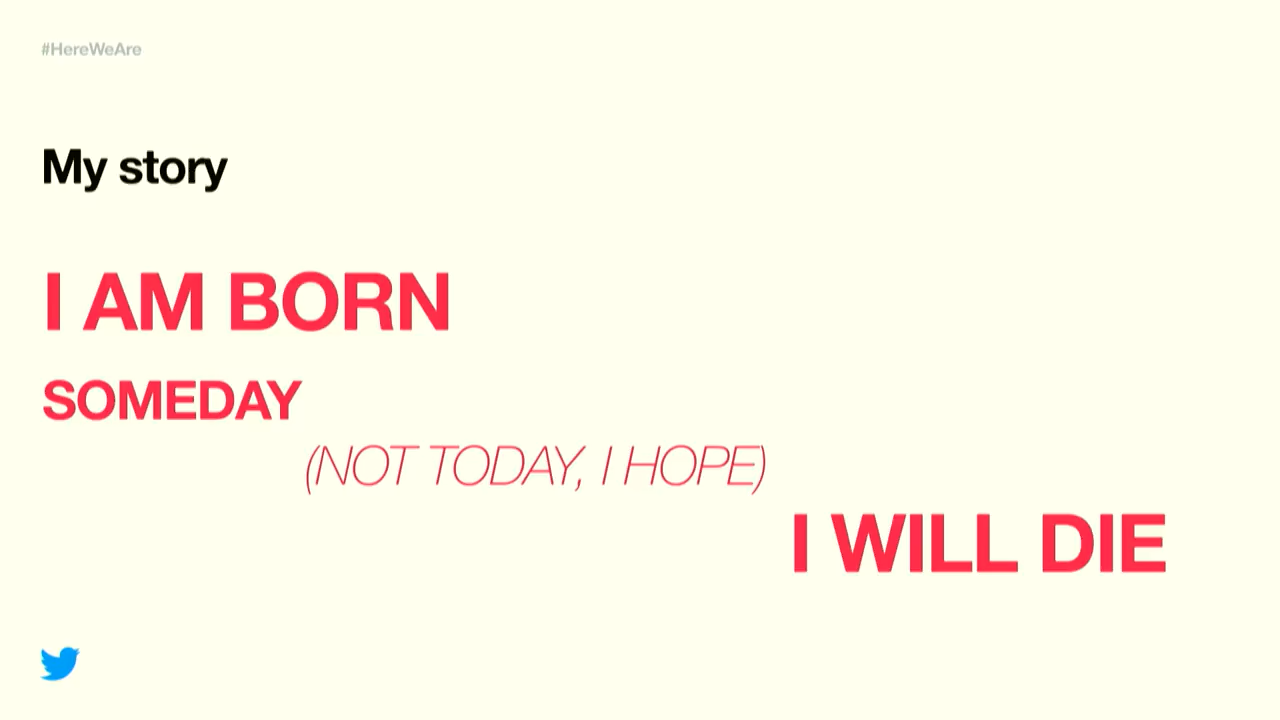 #HereWeAre
My story
I AM BORN
SOMEDAY
(NOT TODAY, I HOPE)
I WILL DIE